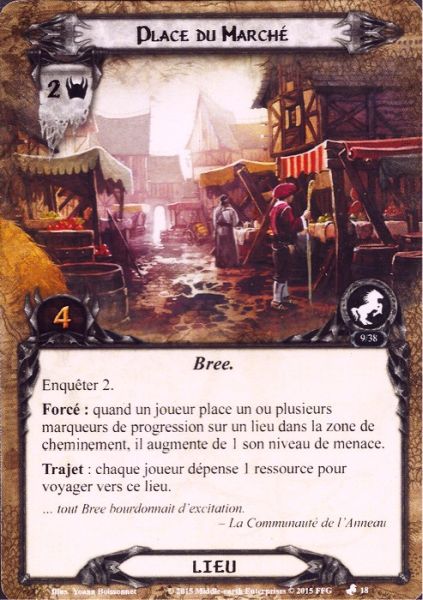 Place du Marché
2
4
9/38
Bree.
Enquêter 2.
Forcé : quand un joueur place un ou plusieurs
marqueurs de progression sur un lieu dans la zone de
cheminement, il augmente de 1 son niveau de menace.
Trajet : chaque joueur dépense 1 ressource pour
voyager vers ce lieu.
... tout Bree bourdonnait d'excitation.
– La Communauté de l'Anneau
LIEU
Illus. Yoann Boissonnet © 2015 Middle-earth Enterprises © 2015 FFG 18